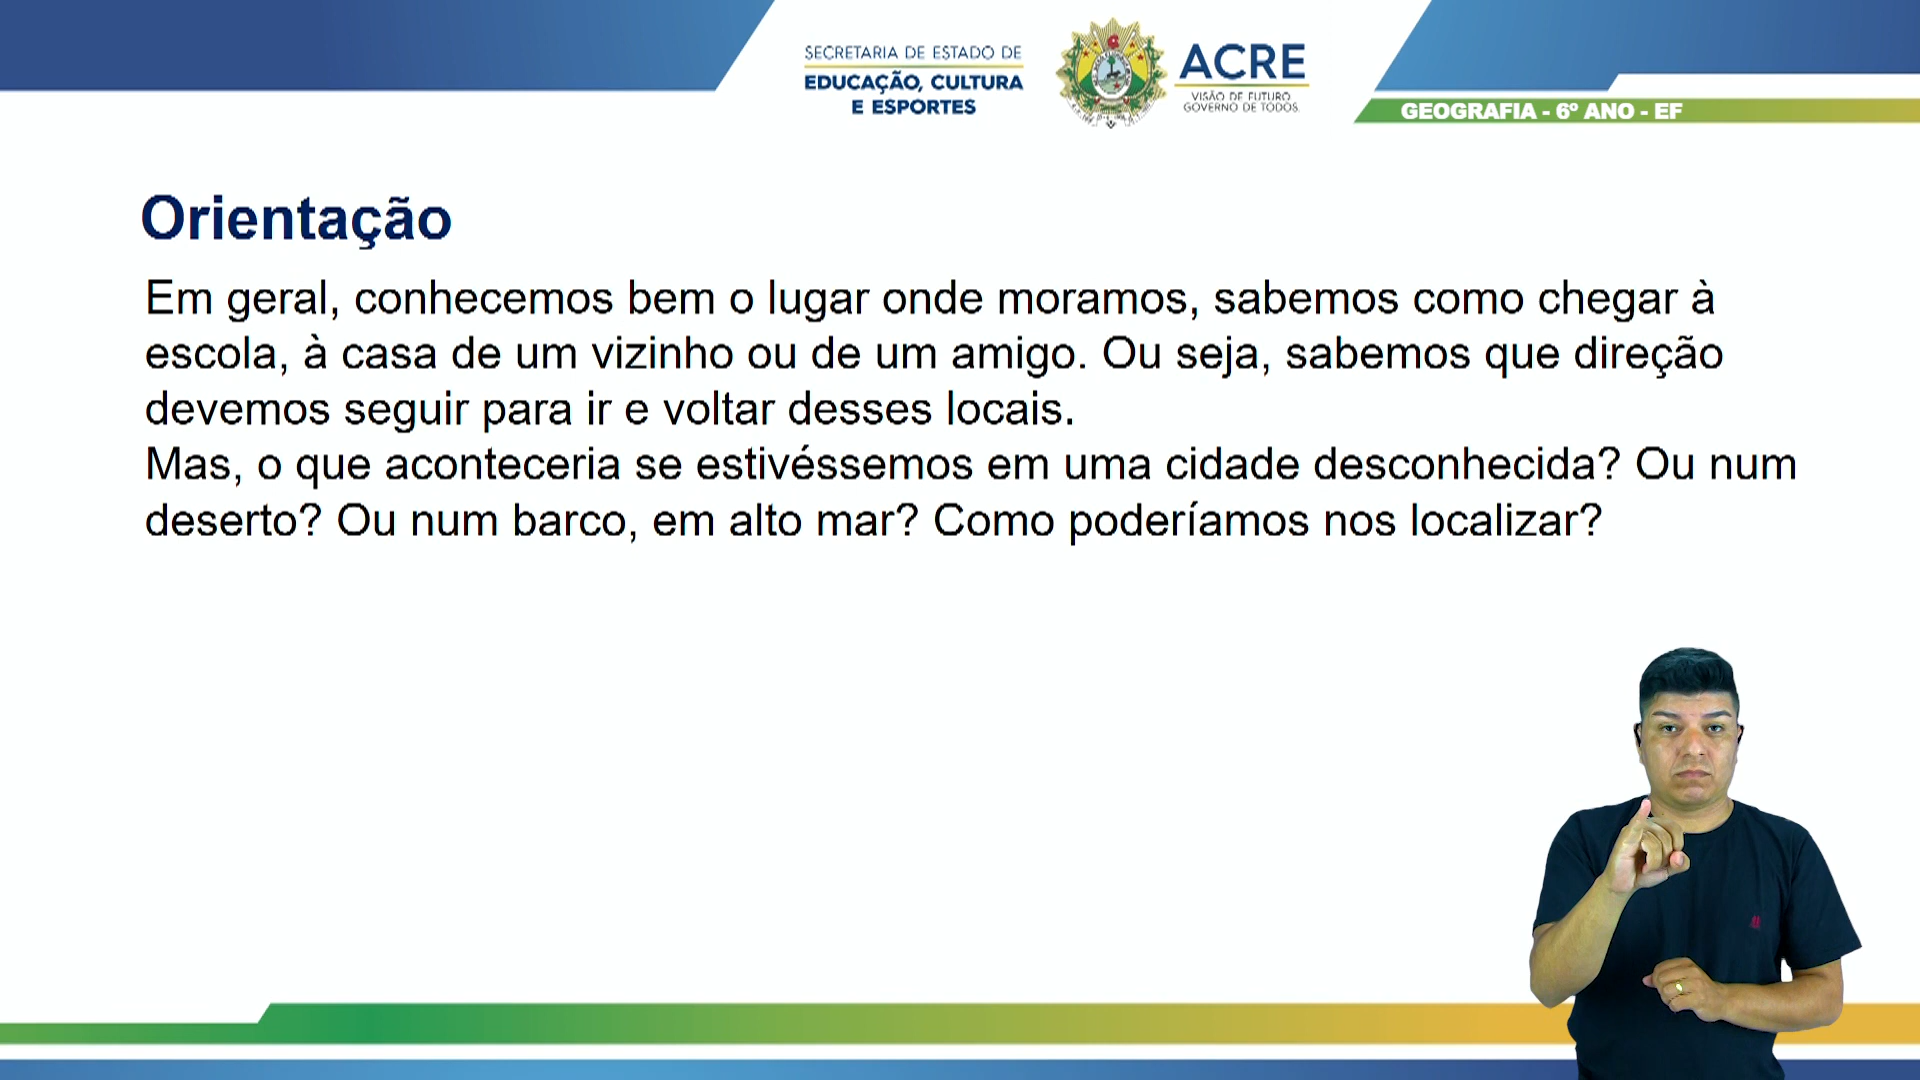 SECRETARIA DE ESTADO DE
EDUCAÇÃO, CULTURA
E ESPORTES
ACRE
VISÃO DE FUTURO
GOVERNO DE TODOS.
GEOGRAFIA - 6º ANO - EF
Orientação
Em geral, conhecemos bem o lugar onde moramos, sabemos como chegar à
escola, à casa de um vizinho ou de um amigo. Ou seja, sabemos que direção
devemos seguir para ir e voltar desses locais.
Mas, o que aconteceria se estivéssemos em uma cidade desconhecida? Ou num
deserto? Ou num barco, em alto mar? Como poderíamos nos localizar?